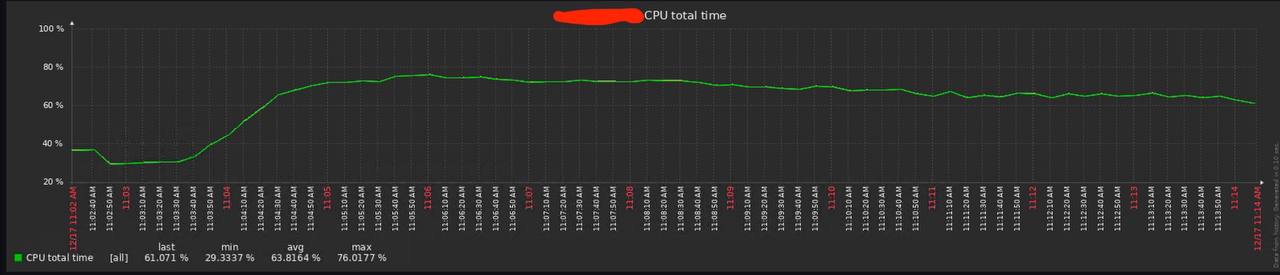 CPU total time
100 %
80 %
60 %
40 %
20 %
12/17 11:02 AM
11:02:40 AM
11:02:50 AM
11:03
11:03:10 AM
11:03:20 AM
11:03:30 AM
11:03:40 AM
11:03:50 AM
11:04
11:04:10 AM
11:04:20 AM
11:04:30 AM
11:04:40 AM
11:04:50 AM
11:05
11:05:10 AM
11:05:20 AM
11:05:30 AM
11:05:40 AM
11:05:50 AM
11:06
11:06:10 AM
11:06:20 AM
11:06:30 AM
11:06:40 AM
11:06:50 AM
11:07
11:07:10 AM
11:07:20 AM
11:07:30 AM
11:07:40 AM
11:07:50 AM
11:08
11:08:10 AM
11:08:20 AM
11:08:30 AM
11:08:40 AM
11:08:50 AM
11:09
11:09:10 AM
11:09:20 AM
11:09:30 AM
11:09:40 AM
11:09:50 AM
11:10
11:10:10 AM
11:10:20 AM
11:10:30 AM
11:10:40 AM
11:10:50 AM
11:11
11:11:10 AM
11:11:20 AM
11:11:30 AM
11:11:40 AM
11:11:50 AM
11:12
11:12:10 AM
11:12:20 AM
11:12:30 AM
11:12:40 AM
11:12:50 AM
11:13
11:13:10 AM
11:13:20 AM
11:13:30 AM
11:13:40 AM
11:13:50 AM
11:14
12/17 11:14 AM
last min avg max
CPU total time [all] 61.071 % 29.3337 % 63.8164 % 76.0177 %